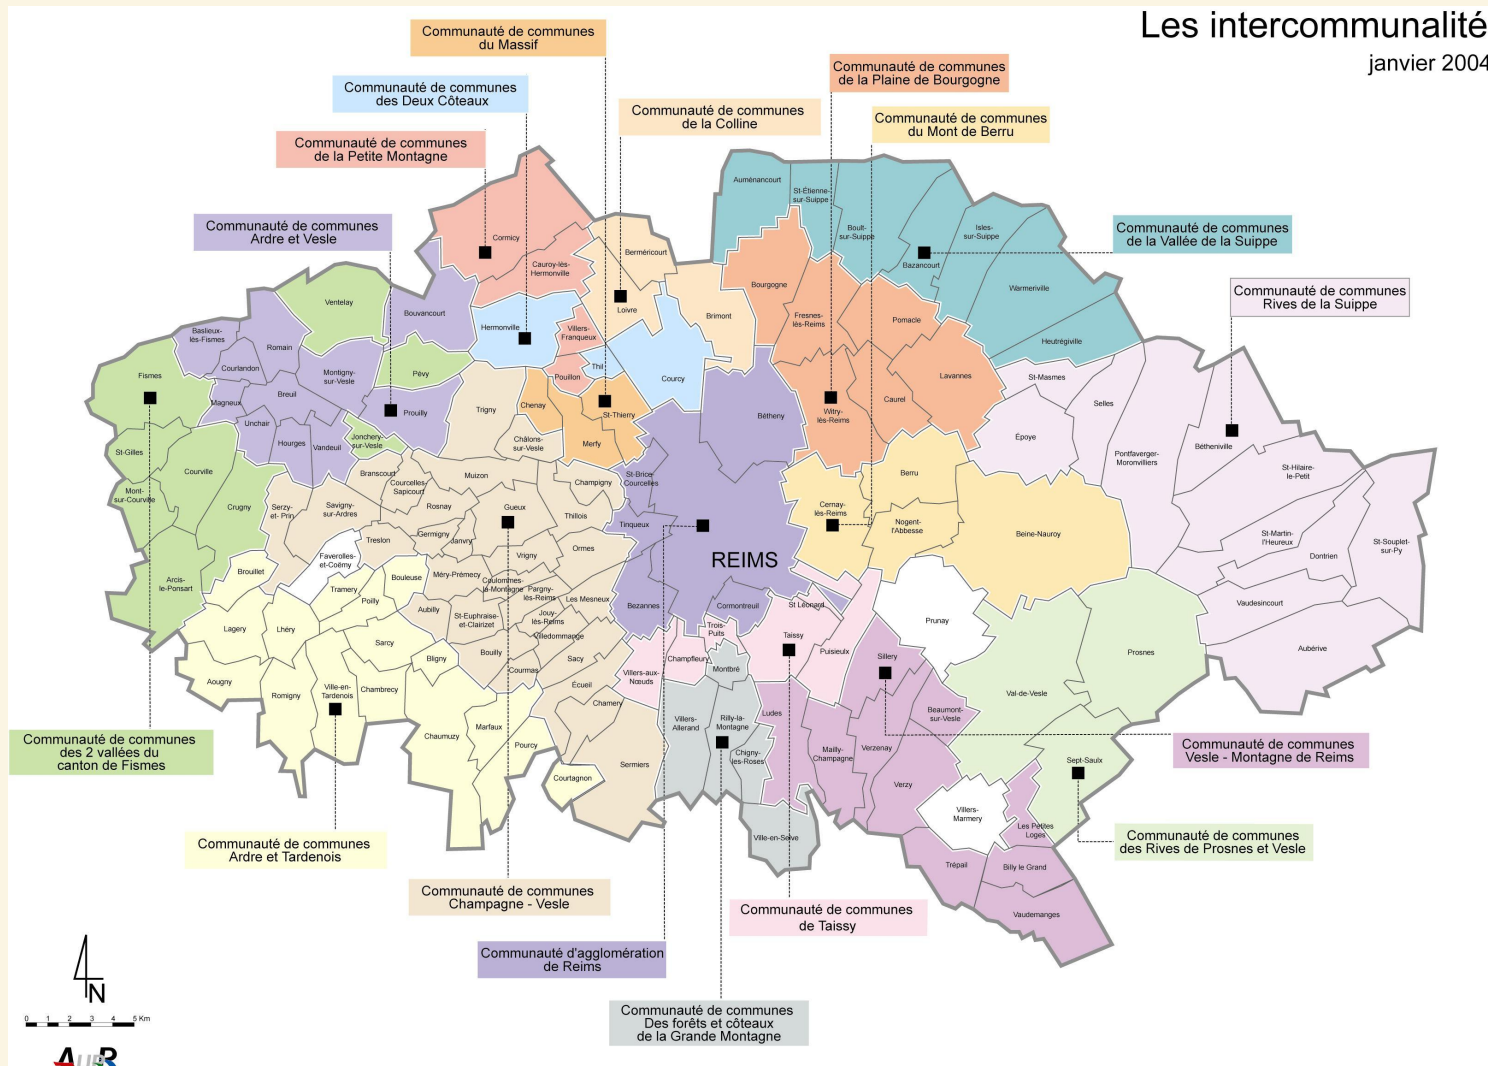 Les intercommunalité
janvier 2004
Communauté de communes
du Massif
Communauté de communes
des Deux Côteaux
Communauté de communes
de la Petite Montagne
Communauté de communes
de la Colline
Communauté de communes
de la Plaine de Bourgogne
Communauté de communes
du Mont de Berru
Communauté de communes
Ardre et Vesle
Communauté de communes
de la Vallée de la Suippe
Communauté de communes
Rives de la Suippe
Auménancourt
St-Étienne-
sur-Suippe
Boult-
sur-Suippe
Bazancourt
Isles-
sur-Suippe
Warmeriville
Heutrégiville
Cormicy
Cauroy-lés-
Hermonville
Berméricourt
Loivre
Brimont
Bourgogne
Fresnes-
lès-Reims
Pomacle
Lavannes
Caurel
Witry-
lès-Reims
Ventelay
Bouvancourt
Hermonville
Villers-
Franqueux
Thil
Pouillon
Courcy
Baslieux-
lès-Fismes
Romain
Courlandon
Montigny-
sur-Vesle
Pévy
Fismes
Magneux
Breuil
Prouilly
Trigny
Chenay
St-Thierry
Merfy
Bétheny
Unchair
Hourges
Vandeuil
Jonchery-
sur-Vesle
Châlons-
sur-Vesle
St-Masmes
Selles
Époye
Pontfaverger-
Moronvilliers
Bétheniville
St-Hilaire-
le-Petit
St-Gilles
Courville
Mont-
sur-Courville
Crugny
Arcis-
le-Ponsart
Branscourt
Courcelles-
Sapicourt
Muizon
Champigny
St-Brice-
Courcelles
Serzy-
et- Prin
Savigny-
sur-Ardres
Rosnay
Gueux
Thillois
Tinqueux
REIMS
Cernay-
lès-Reims
Berru
Nogent-
l'Abbesse
Beine-Nauroy
St-Martin-
l'Heureux
Dontrien
St-Souplet-
sur-Py
Vaudesincourt
Aubérive
Treslon
Germigny
Janvry
Vrigny
Ormes
Faverolles-
et-Coëmy
Brouillet
Tramery
Bouleuse
Poilly
Méry-Prémecy
Coulommes-
la-Montagne
Pargny-
lès-Reims
Les Mesneux
Bezannes
Cormontreuil
Aubilly
St-Euphraise-
et-Clairizet
Jouy-
lès-Reims
Villedommange
Lagery
Lhéry
Sarcy
Bligny
Bouilly
Courmas
Sacy
Écueil
Chamery
Sermiers
Aougny
Romigny
Ville-en-
Tardenois
Chambrecy
Chaumuzy
Marfaux
Pourcy
Courtagnon
St Léonard
Trois-
Puits
Taissy
Puisieulx
Champfleury
Villers-aux-
Nœuds
Montbré
Villers-
Allerand
Rilly-la-
Montagne
Chigny-
les-Roses
Ville-en-Selve
Ludes
Mailly-
Champagne
Verzenay
Verzy
Sillery
Beaumont-
sur-Vesle
Prunay
Val-de-Vesle
Prosnes
Sept-Saulx
Villers-
Marmery
Les Petites
Loges
Trépail
Billy le Grand
Vaudemanges
Communauté de communes
des 2 vallées du
canton de Fismes
Communauté de communes
Ardre et Tardenois
Communauté de communes
Champagne - Vesle
Communauté d'agglomération
de Reims
Communauté de communes
Des forêts et côteaux
de la Grande Montagne
Communauté de communes
de Taissy
Communauté de communes
Vesle - Montagne de Reims
Communauté de communes
des Rives de Prosnes et Vesle
N
0 1 2 3 4 5 Km
AUR